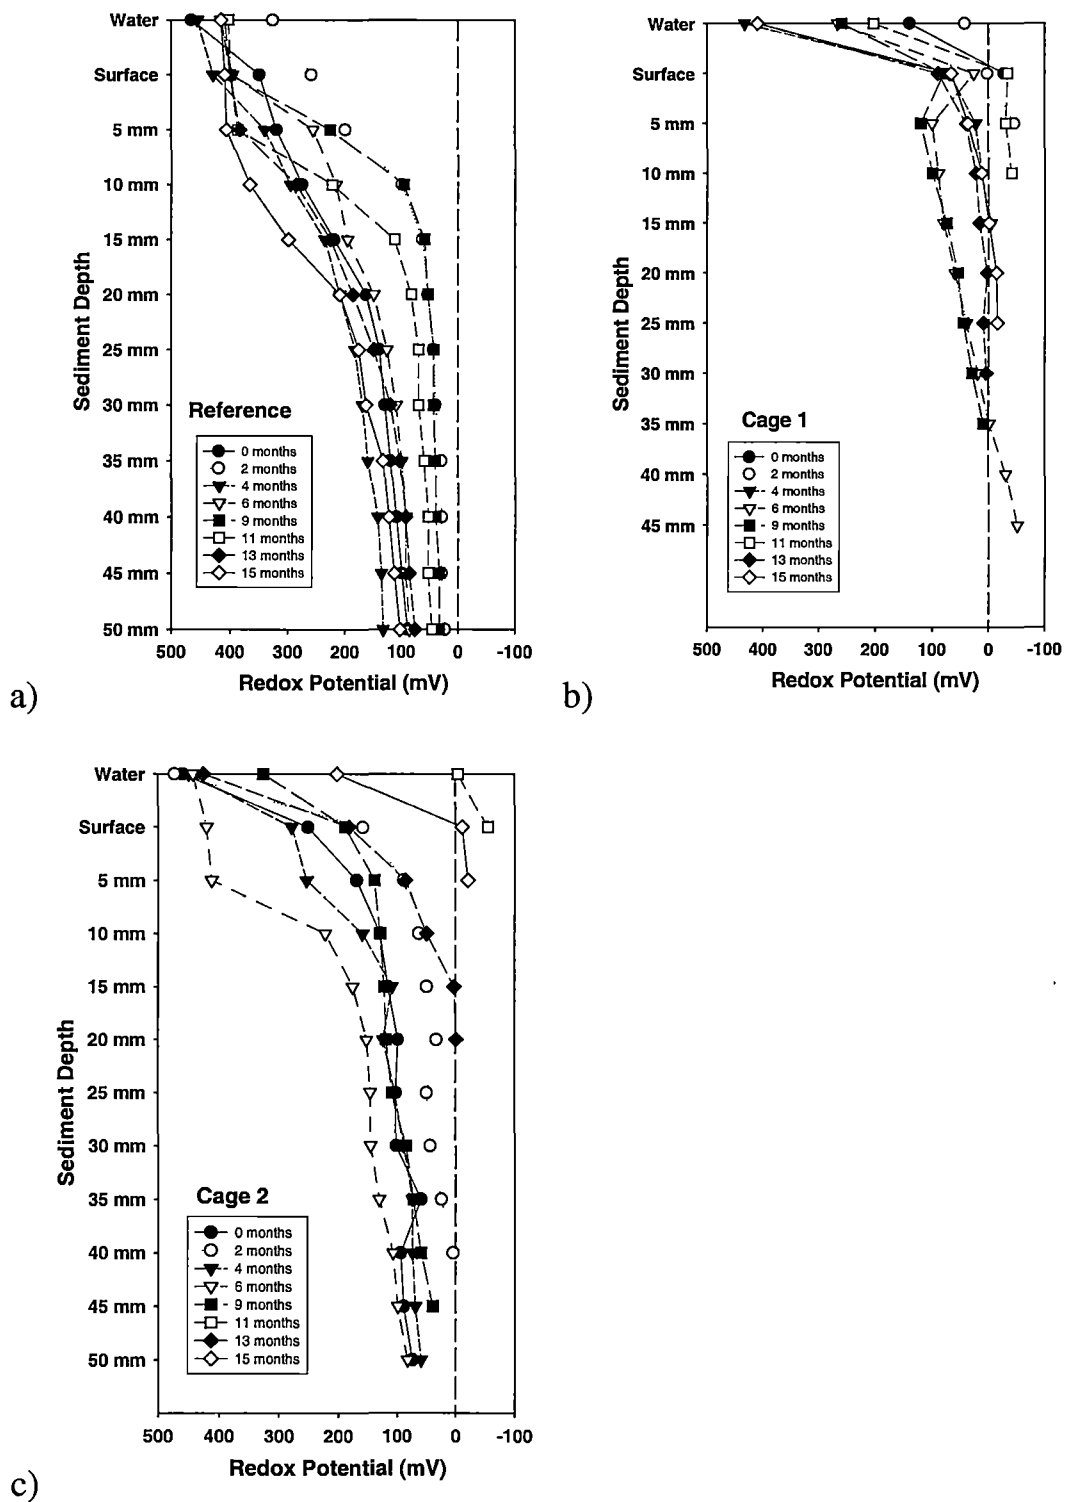 Water
Surface
5 mm
10 mm
15 mm
20 mm
25 mm
30 mm
35 mm
40 mm
45 mm
50 mm
Sediment Depth
Reference
0 months
2 months
4 months
6 months
9 months
11 months
13 months
15 months
500 400 300 200 100 0 -100
Redox Potential (mV)
a)
Water
Surface
5 mm
10 mm
15 mm
20 mm
25 mm
30 mm
35 mm
40 mm
45 mm
Sediment Depth
Cage 1
0 months
2 months
4 months
6 months
9 months
11 months
13 months
15 months
500 400 300 200 100 0 -100
Redox Potential (mV)
b)
Water
Surface
5 mm
10 mm
15 mm
20 mm
25 mm
30 mm
35 mm
40 mm
45 mm
50 mm
Sediment Depth
Cage 2
0 months
2 months
4 months
6 months
9 months
11 months
13 months
15 months
500 400 300 200 100 0 -100
Redox Potential (mV)
c)